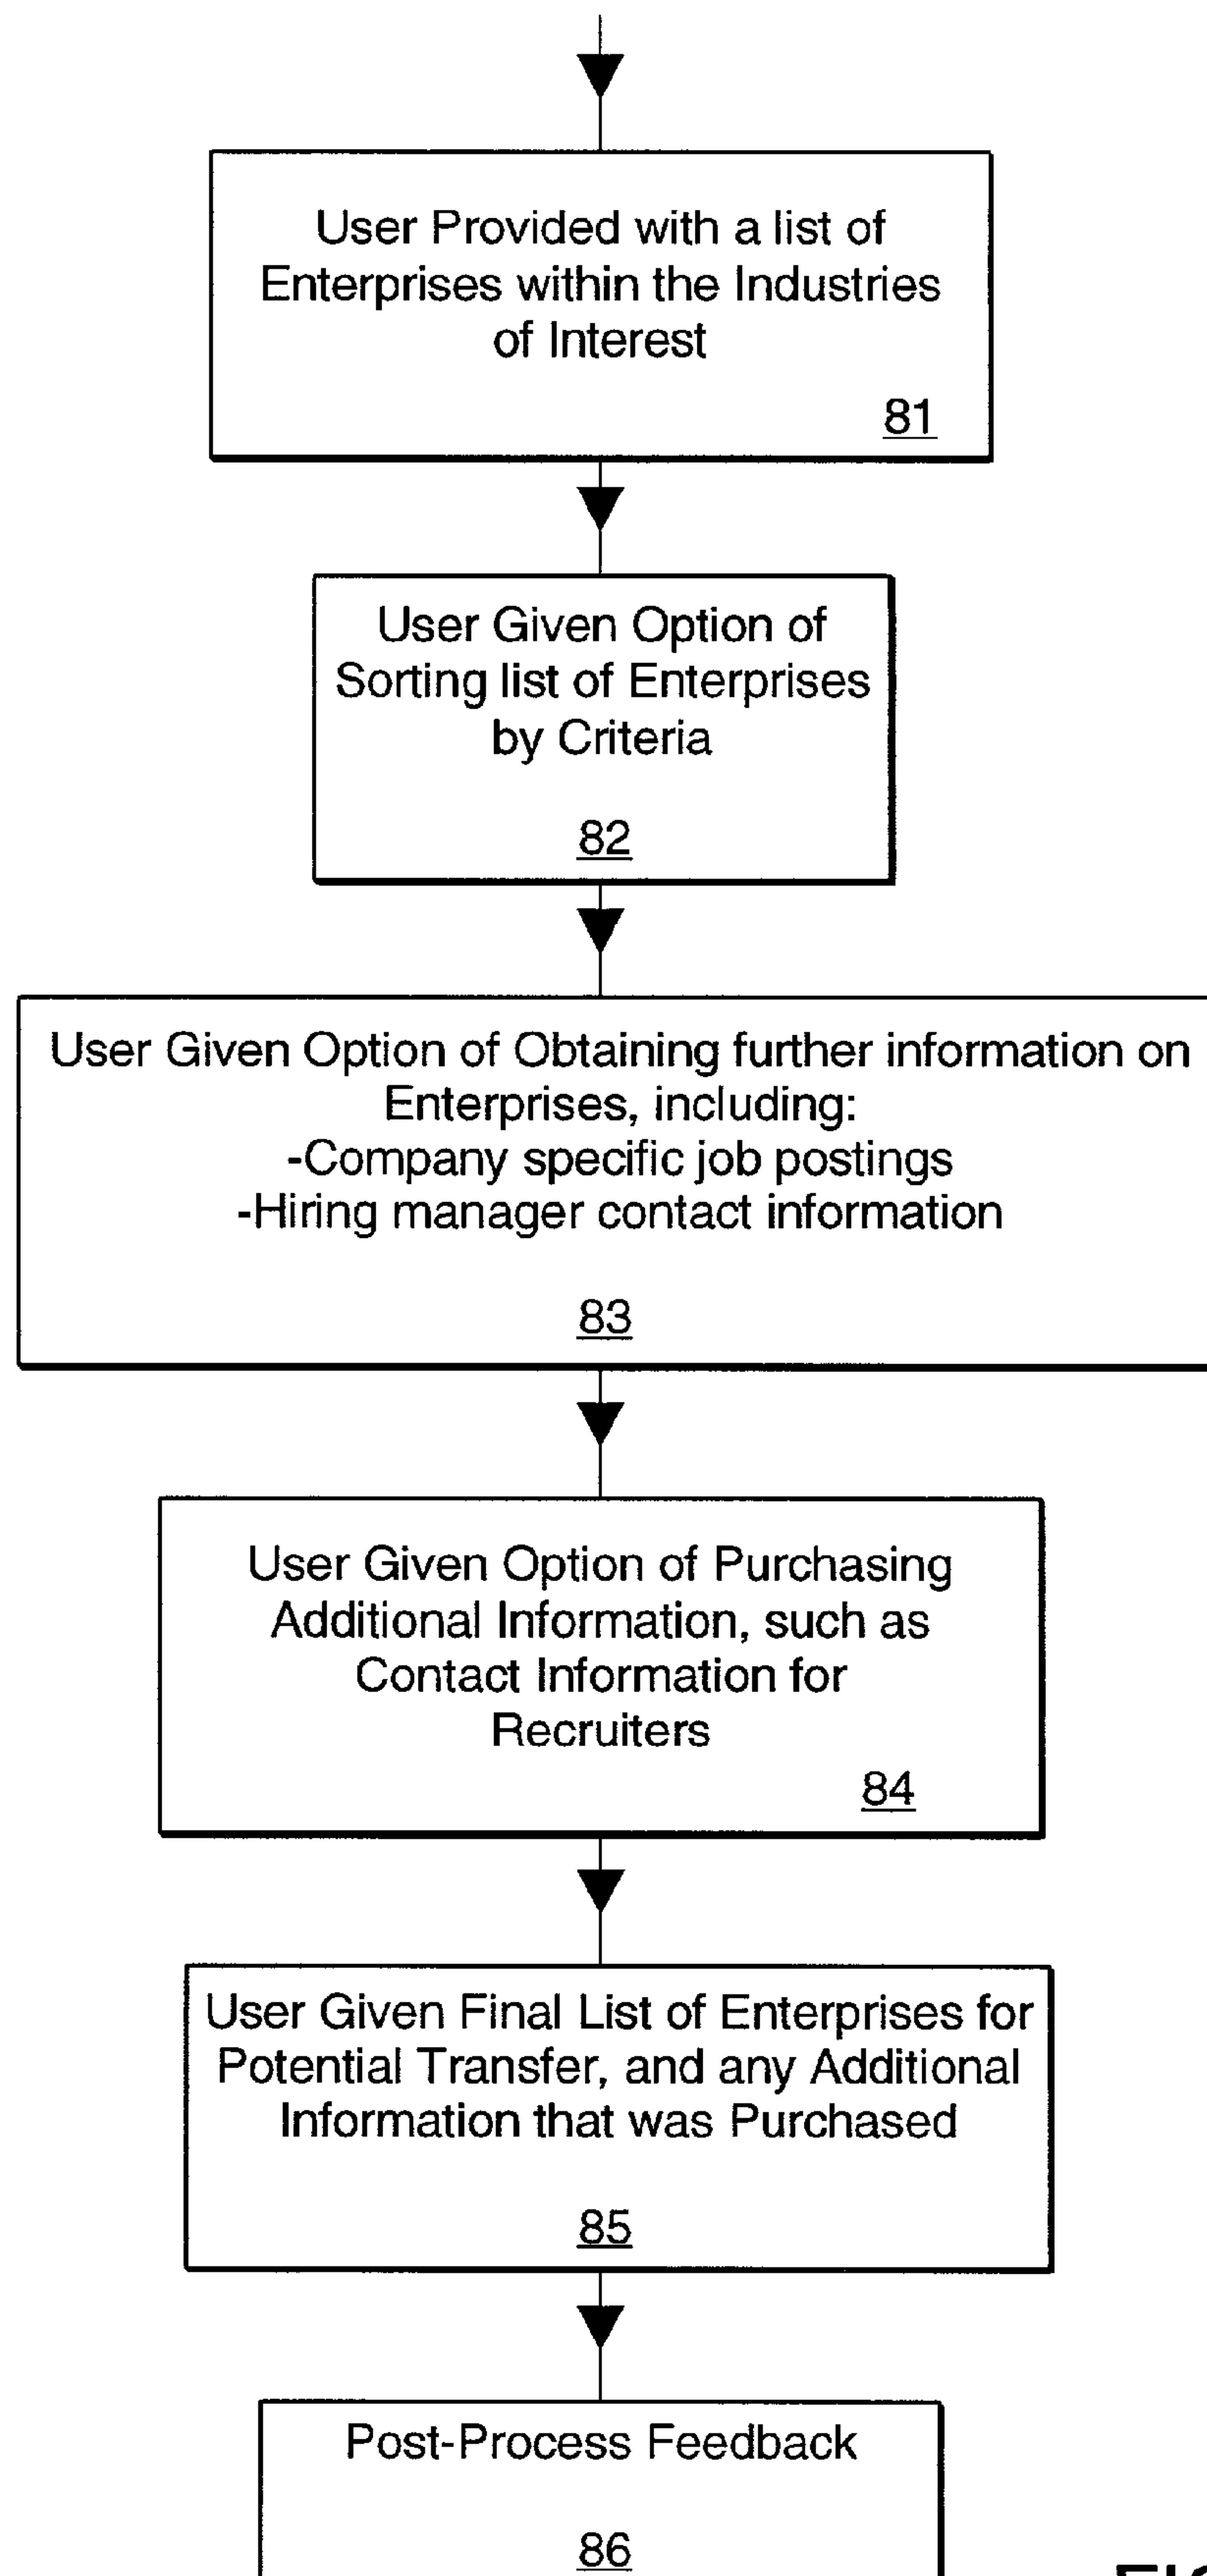 User Provided with a list of
Enterprises within the Industries
of Interest
81
User Given Option of
Sorting list of Enterprises
by Criteria
82
User Given Option of Obtaining further information on
Enterprises, including:
-Company specific job postings
-Hiring manager contact information
83
User Given Option of Purchasing
Additional Information, such as
Contact Information for
Recruiters
84
User Given Final List of Enterprises for
Potential Transfer, and any Additional
Information that was Purchased
85
Post-Process Feedback
86